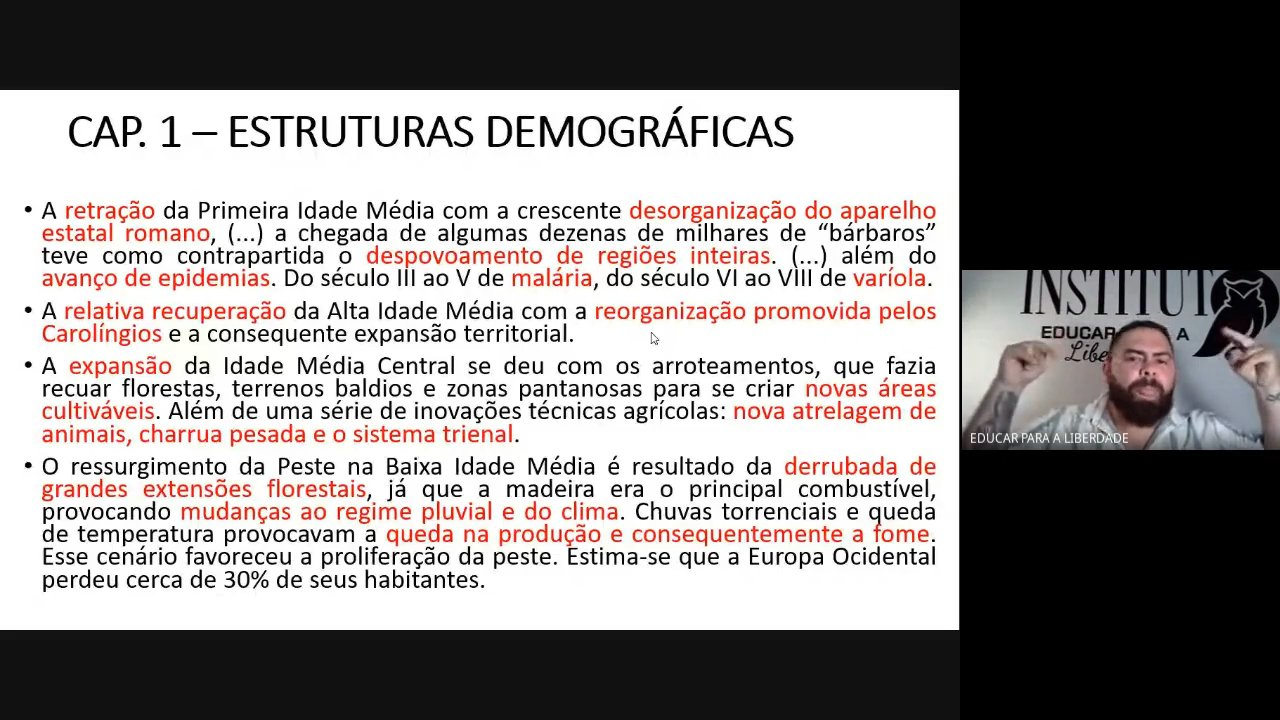 CAP. 1 – ESTRUTURAS DEMOGRÁFICAS
• A retração da Primeira Idade Média com a crescente desorganização do aparelho
estatal romano, (...) a chegada de algumas dezenas de milhares de “bárbaros”
teve como contrapartida o despovoamento de regiões inteiras. (...) além do
avanço de epidemias. Do século III ao V de malária, do século VI ao VIII de varíola.
• A relativa recuperação da Alta Idade Média com a reorganização promovida pelos
Carolíngios e a consequente expansão territorial.
• A expansão da Idade Média Central se deu com os arroteamentos, que fazia
recuar florestas, terrenos baldios e zonas pantanosas para se criar novas áreas
cultiváveis. Além de uma série de inovações técnicas agrícolas: nova atrelagem de
animais, charrua pesada e o sistema trienal.
• O ressurgimento da Peste na Baixa Idade Média é resultado da derrubada de
grandes extensões florestais, já que a madeira era o principal combustível,
provocando mudanças ao regime pluvial e do clima. Chuvas torrenciais e queda
de temperatura provocavam a queda na produção e consequentemente a fome.
Esse cenário favoreceu a proliferação da peste. Estima-se que a Europa Ocidental
perdeu cerca de 30% de seus habitantes.
INSTITUT
EDUCAR A
Libe
EDUCAR PARA A LIBERDADE